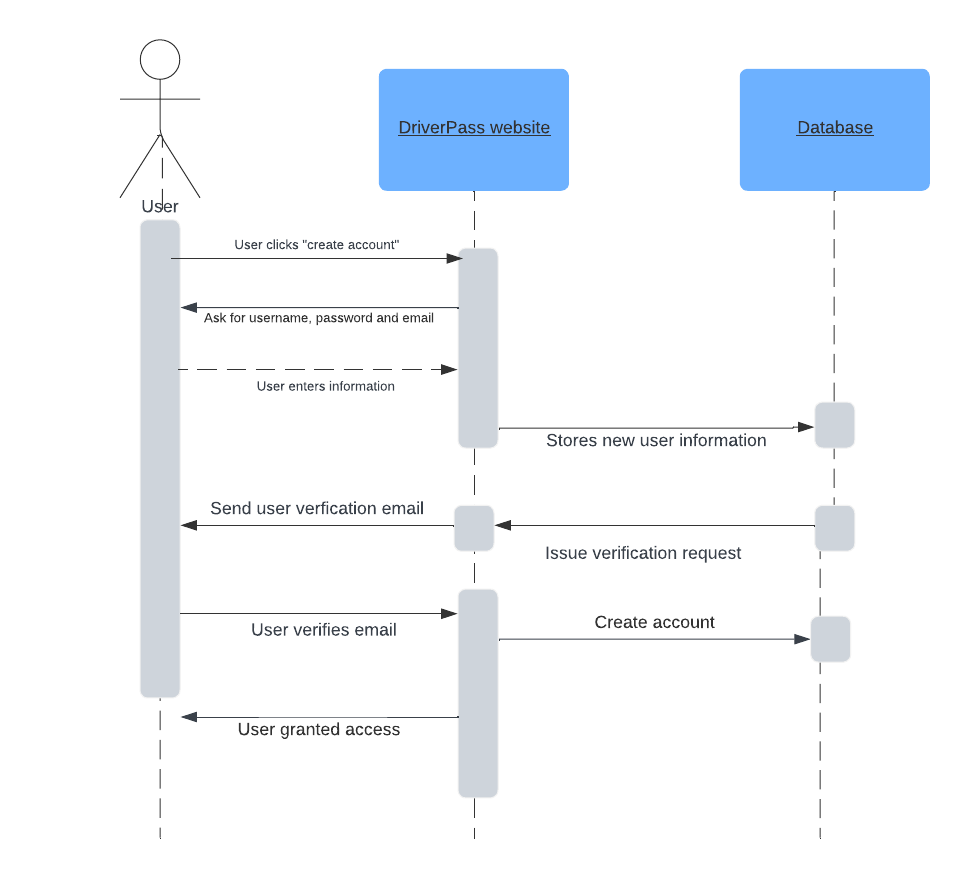 DriverPass website
Database
User
User clicks "create account"
Ask for username, password and email
User enters information
Stores new user information
Send user verfication email
Issue verification request
Create account
User verifies email
User granted access